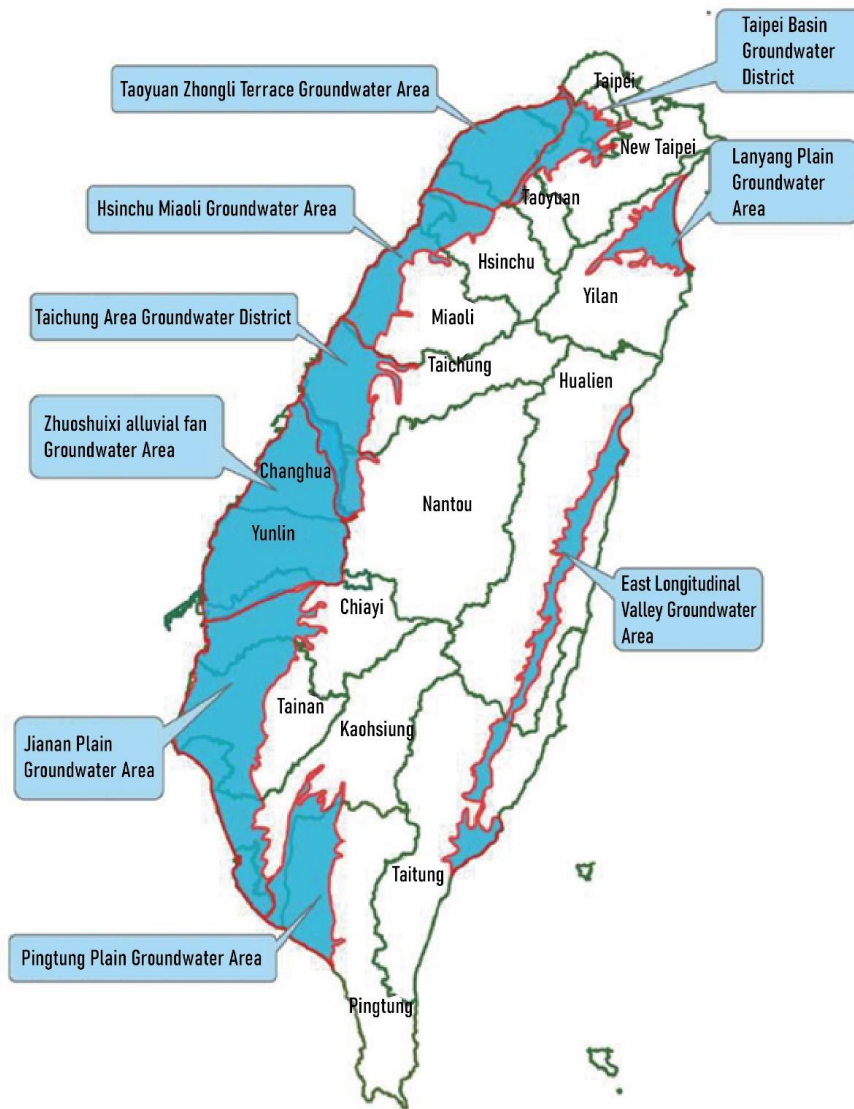 Taipei Basin
Groundwater
District
Taipei
Taoyuan Zhongli Terrace Groundwater Area
New Taipei
Lanyang Plain
Groundwater
Area
Taoyuan
Hsinchu Miaoli Groundwater Area
Hsinchu
Yilan
Taichung Area Groundwater District
Miaoli
Taichung
Hualien
Zhuoshuixi alluvial fan
Groundwater Area
Changhua
Nantou
Yunlin
East Longitudinal
Valley Groundwater
Area
Chiayi
Tainan
Kaohsiung
Jianan Plain
Groundwater Area
Taitung
Pingtung Plain Groundwater Area
Pingtung